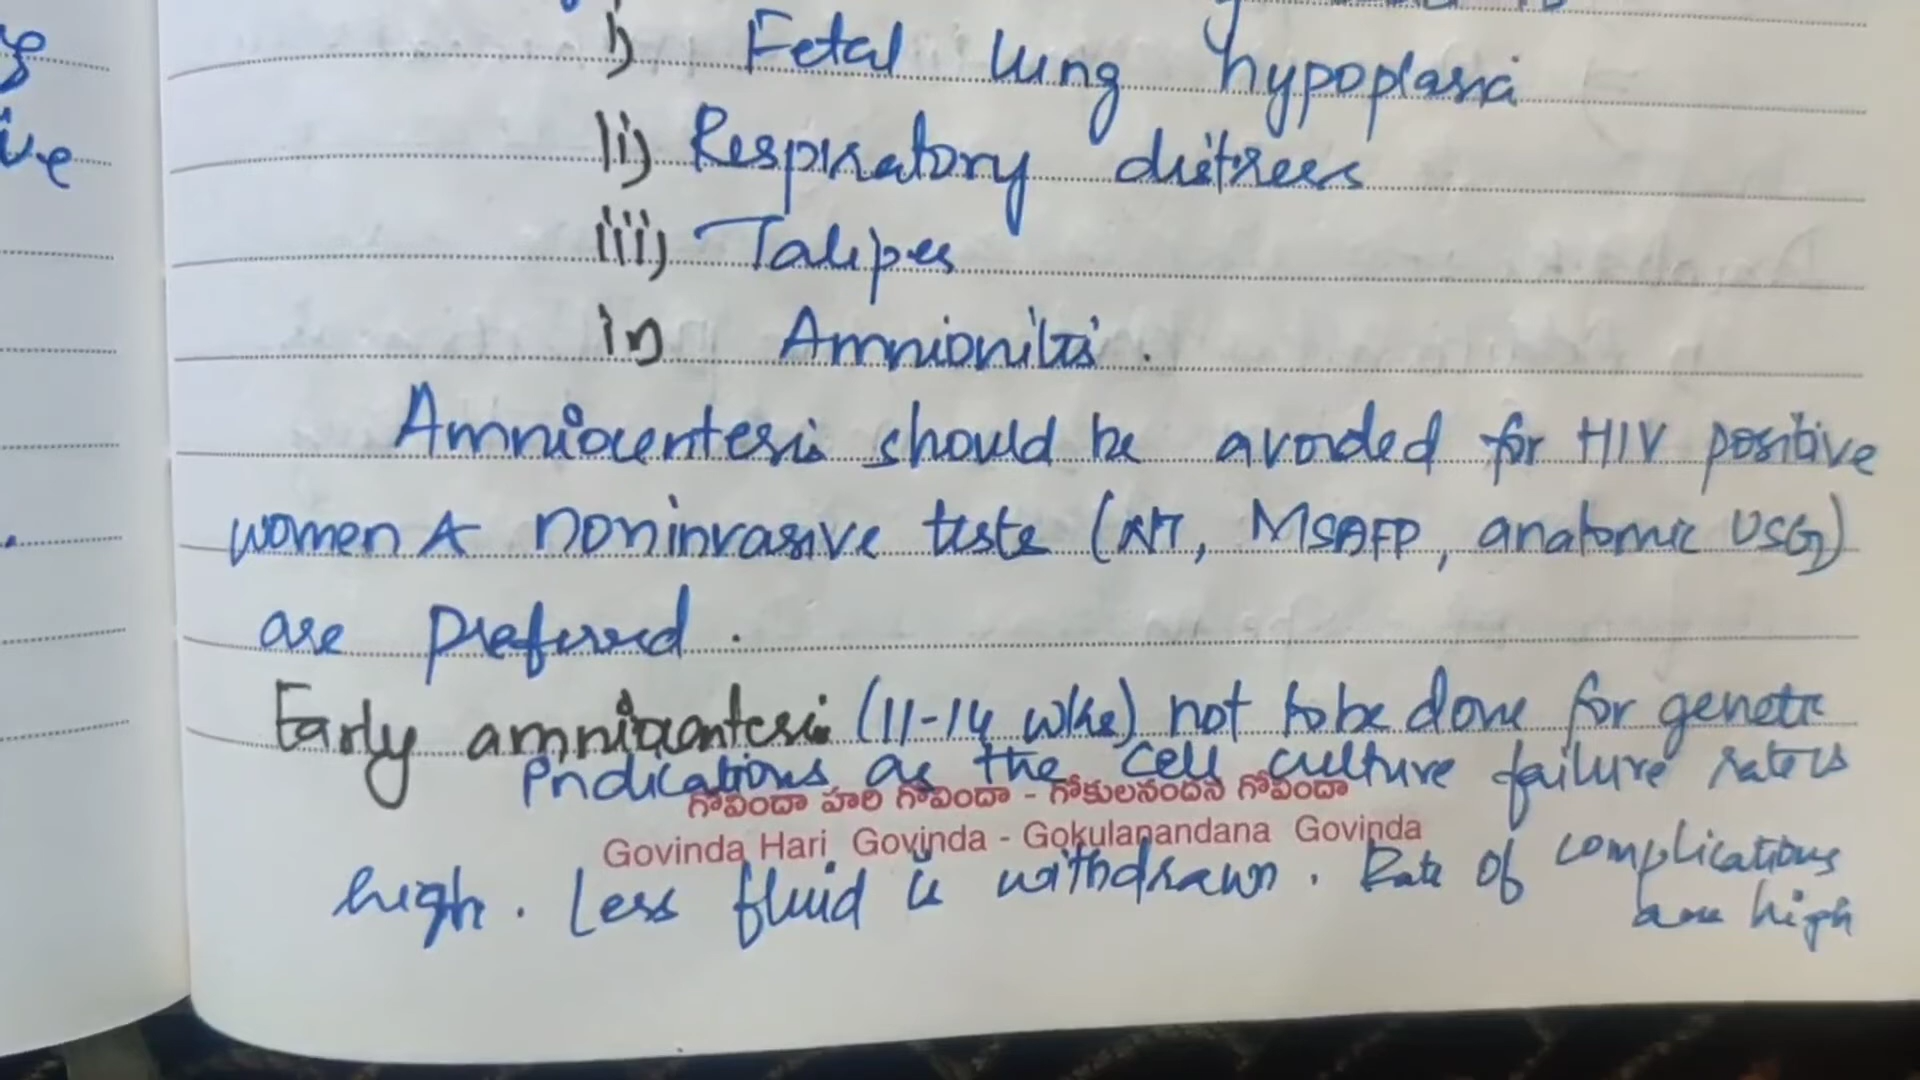 i) Fetal lung hypoplasia
ii) Respiratory distress
iii) Talipes
iv) Amnionitis.
Amniocentesis should be avoided for HIV positive
women & noninvasive tests (NT, MSAFP, anatomic USG)
are preferred.
Early amniocentesis (11-14 wks) not to be done for genetic
indications as the cell culture failure rate is
గోవిందా హరి గోవిందా - గోకులనందన గోవిందా
Govinda Hari Govinda - Gokulanandana Govinda
high. Less fluid is withdrawn. Rate of complications
are high